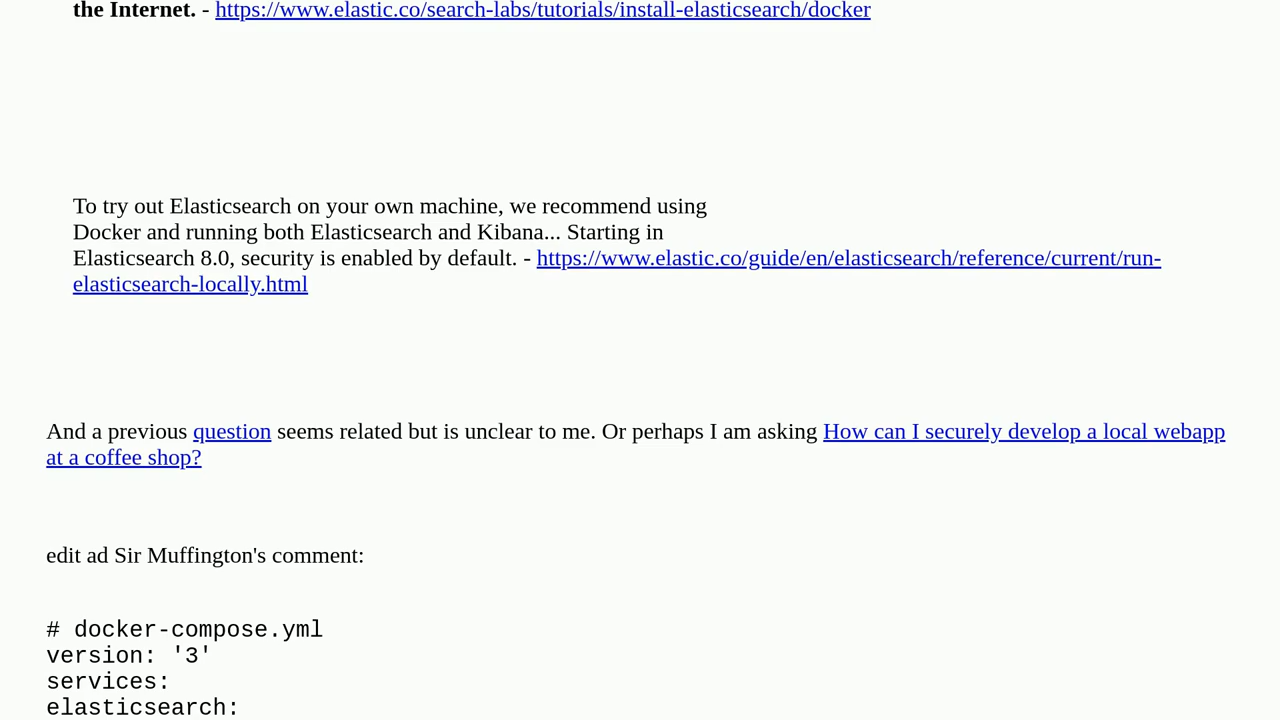 the Internet. - https://www.elastic.co/search-labs/tutorials/install-elasticsearch/docker
To try out Elasticsearch on your own machine, we recommend using
Docker and running both Elasticsearch and Kibana... Starting in
Elasticsearch 8.0, security is enabled by default. - https://www.elastic.co/guide/en/elasticsearch/reference/current/run-
elasticsearch-locally.html
And a previous question seems related but is unclear to me. Or perhaps I am asking How can I securely develop a local webapp
at a coffee shop?
edit ad Sir Muffington's comment:
# docker-compose.yml
version: '3'
services:
elasticsearch: